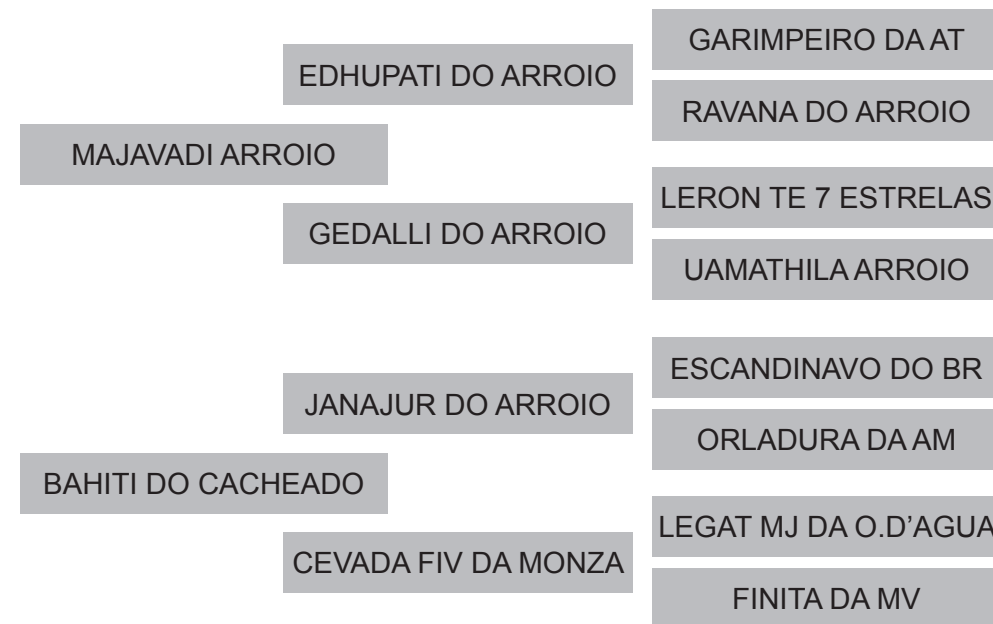 GARIMPEIRO DA AT
EDHUPATI DO ARROIO
RAVANA DO ARROIO
MAJAVADI ARROIO
LERON TE 7 ESTRELAS
GEDALLI DO ARROIO
UAMATHILA ARROIO
ESCANDINAVO DO BR
JANAJUR DO ARROIO
ORLADURA DA AM
BAHITI DO CACHEADO
LEGAT MJ DA O.D’AGUA
CEVADA FIV DA MONZA
FINITA DA MV